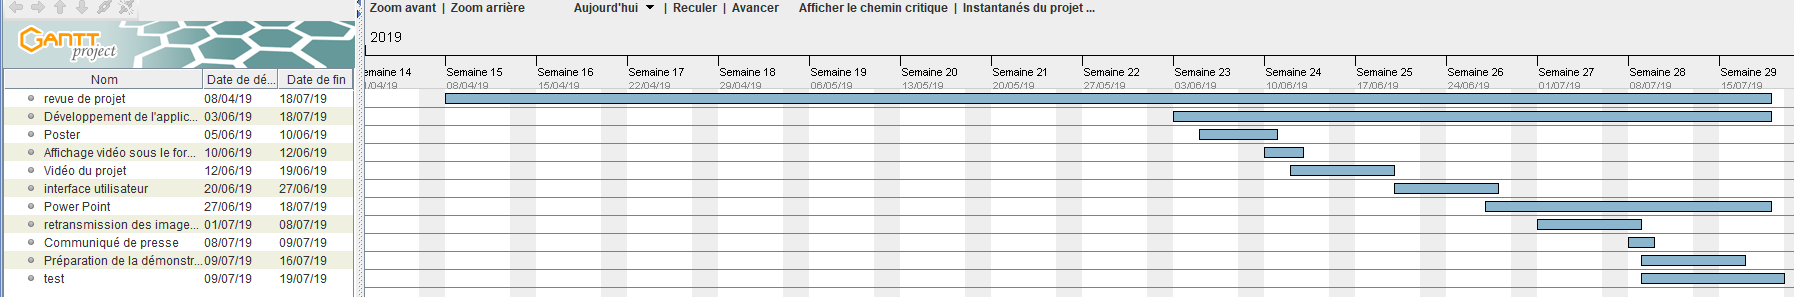 Zoom avant | Zoom arrière Aujourd'hui | Reculer | Avancer Afficher le chemin critique | Instantanés du projet ...
GANTT project
2019
Nom Date de dé... Date de fin
Semaine 15 Semaine 16 Semaine 17 Semaine 18 Semaine 19 Semaine 20 Semaine 21 Semaine 22 Semaine 23 Semaine 24 Semaine 25 Semaine 26 Semaine 27 Semaine 28 Semaine 29
08/04/19 15/04/19 22/04/19 29/04/19 06/05/19 13/05/19 20/05/19 27/05/19 03/06/19 10/06/19 17/06/19 24/06/19 01/07/19 08/07/19 15/07/19
revue de projet 08/04/19 18/07/19
Développement de l'applic... 03/06/19 18/07/19
Poster 05/06/19 10/06/19
Affichage vidéo sous le for... 10/06/19 12/06/19
Vidéo du projet 12/06/19 19/06/19
interface utilisateur 20/06/19 27/06/19
Power Point 27/06/19 18/07/19
retransmission des image... 01/07/19 08/07/19
Communiqué de presse 08/07/19 09/07/19
Préparation de la démonstr... 09/07/19 16/07/19
test 09/07/19 19/07/19